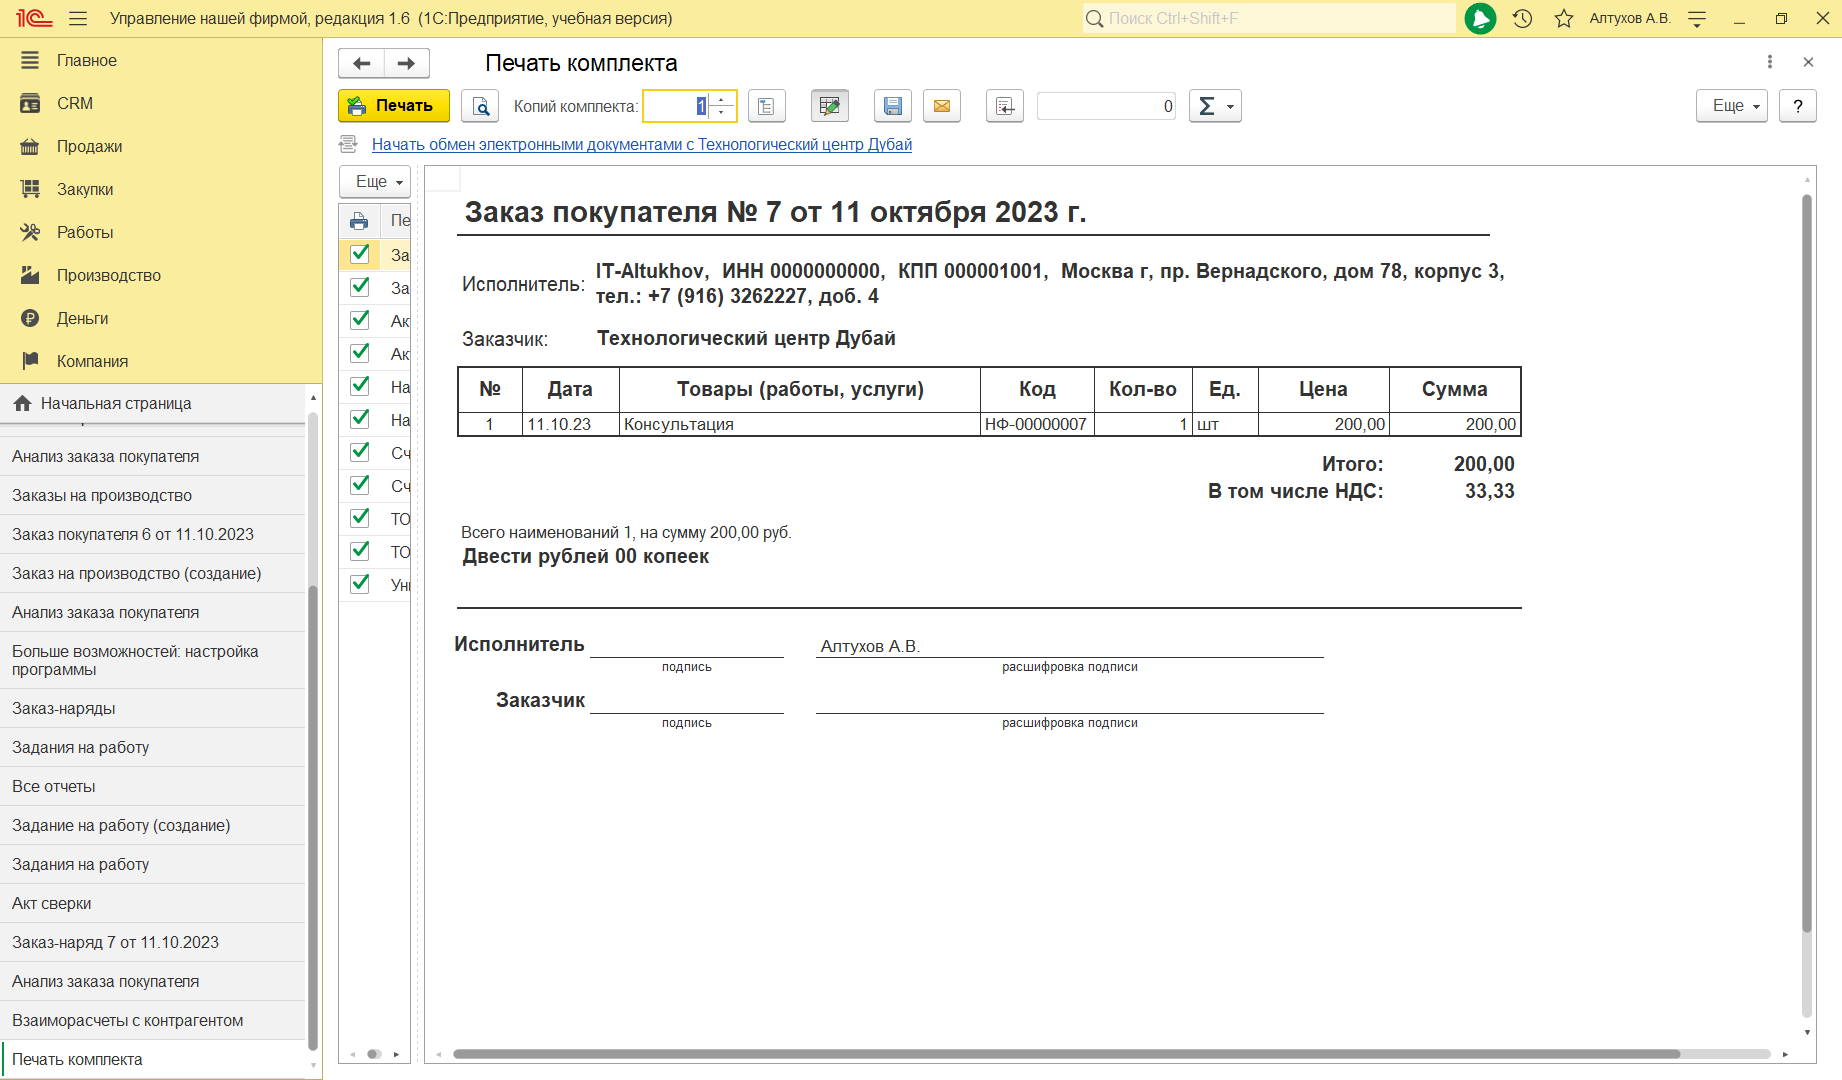 1С Управление нашей фирмой, редакция 1.6 (1С:Предприятие, учебная версия)
Поиск Ctrl+Shift+F
Алтухов А.В.
Главное
CRM
Продажи
Закупки
Работы
Производство
Деньги
Компания
Начальная страница
Анализ заказа покупателя
Заказы на производство
Заказ покупателя 6 от 11.10.2023
Заказ на производство (создание)
Анализ заказа покупателя
Больше возможностей: настройка
программы
Заказ-наряды
Задания на работу
Все отчеты
Задание на работу (создание)
Задания на работу
Акт сверки
Заказ-наряд 7 от 11.10.2023
Анализ заказа покупателя
Взаиморасчеты с контрагентом
Печать комплекта
Печать комплекта
Печать Копий комплекта: 1 0 Σ Еще ?
Начать обмен электронными документами с Технологический центр Дубай
Еще
Пе
За
За
Ак
Ак
На
На
Сч
Сч
ТО
ТО
Ун
Заказ покупателя № 7 от 11 октября 2023 г.
Исполнитель: IT-Altukhov, ИНН 0000000000, КПП 000001001, Москва г, пр. Вернадского, дом 78, корпус 3,
тел.: +7 (916) 3262227, доб. 4
Заказчик: Технологический центр Дубай
№ Дата Товары (работы, услуги) Код Кол-во Ед. Цена Сумма
1 11.10.23 Консультация НФ-00000007 1 шт 200,00 200,00
Итого: 200,00
В том числе НДС: 33,33
Всего наименований 1, на сумму 200,00 руб.
Двести рублей 00 копеек
Исполнитель Алтухов А.В.
подпись расшифровка подписи
Заказчик
подпись расшифровка подписи